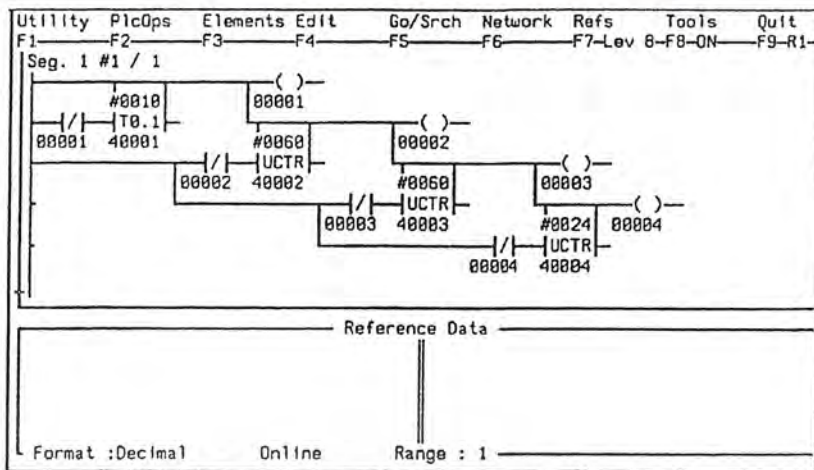 Utility PlcOps Elements Edit Go/Srch Network Refs Tools Quit
F1 F2 F3 F4 F5 F6 F7-Lev 8-F8-ON F9-R1
Seg. 1 #1 / 1
( )
#0010 00001
/ T0.1 ( )
00001 40001 #0060 00002
/ UCTR ( )
00002 40002 #0060 00003
/ UCTR ( )
00003 40003 #0024 00004
/ UCTR
00004 40004
Reference Data
Format :Decimal Online Range : 1